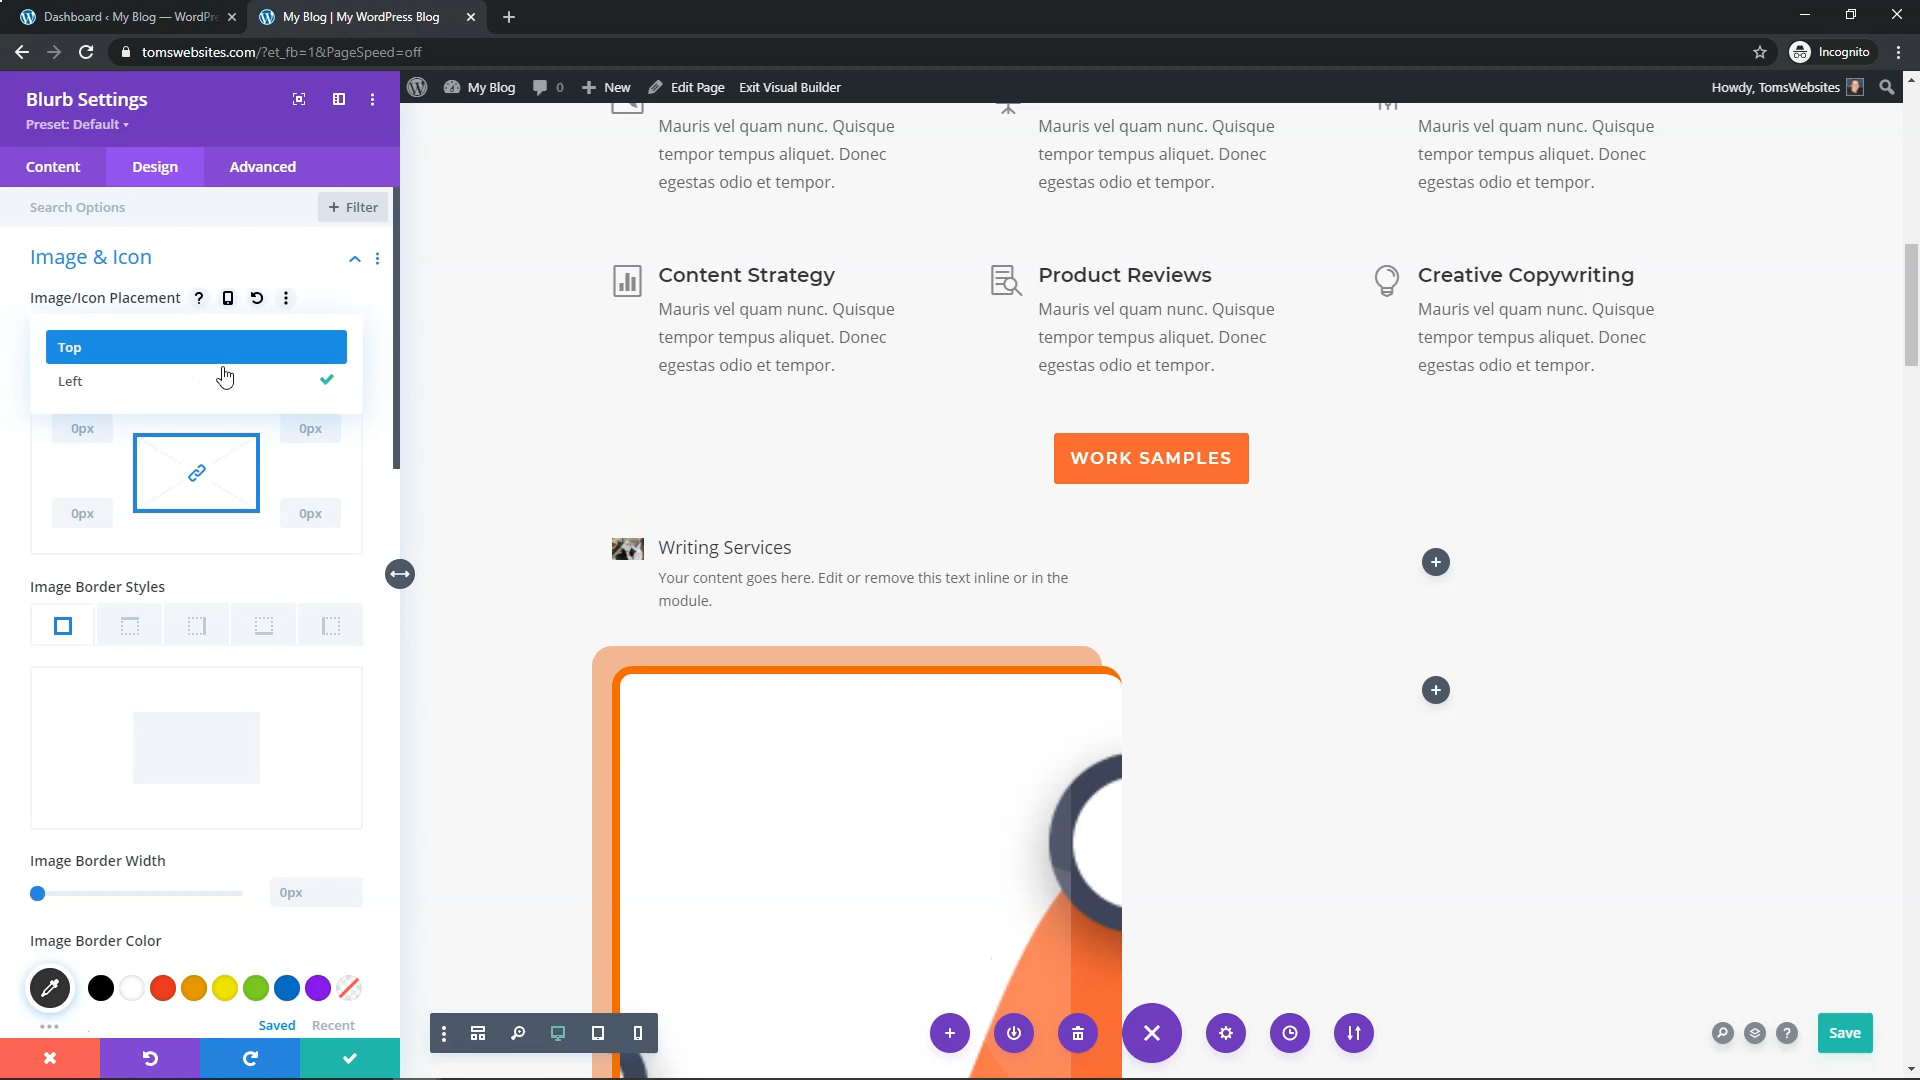 Dashboard ‹ My Blog — WordPre
My Blog | My WordPress Blog
tomswebsites.com/?et_fb=1&PageSpeed=off
Incognito
Blurb Settings
Preset: Default
My Blog
0
New
Edit Page
Exit Visual Builder
Howdy, TomsWebsites
Content
Design
Advanced
Search Options
+ Filter
Image & Icon
Image/Icon Placement
?
Top
Left
0px
0px
0px
0px
Image Border Styles
Image Border Width
0px
Image Border Color
Saved
Recent
Mauris vel quam nunc. Quisque
tempor tempus aliquet. Donec
egestas odio et tempor.
Mauris vel quam nunc. Quisque
tempor tempus aliquet. Donec
egestas odio et tempor.
Mauris vel quam nunc. Quisque
tempor tempus aliquet. Donec
egestas odio et tempor.
Content Strategy
Mauris vel quam nunc. Quisque
tempor tempus aliquet. Donec
egestas odio et tempor.
Product Reviews
Mauris vel quam nunc. Quisque
tempor tempus aliquet. Donec
egestas odio et tempor.
Creative Copywriting
Mauris vel quam nunc. Quisque
tempor tempus aliquet. Donec
egestas odio et tempor.
WORK SAMPLES
Writing Services
Your content goes here. Edit or remove this text inline or in the
module.
?
Save